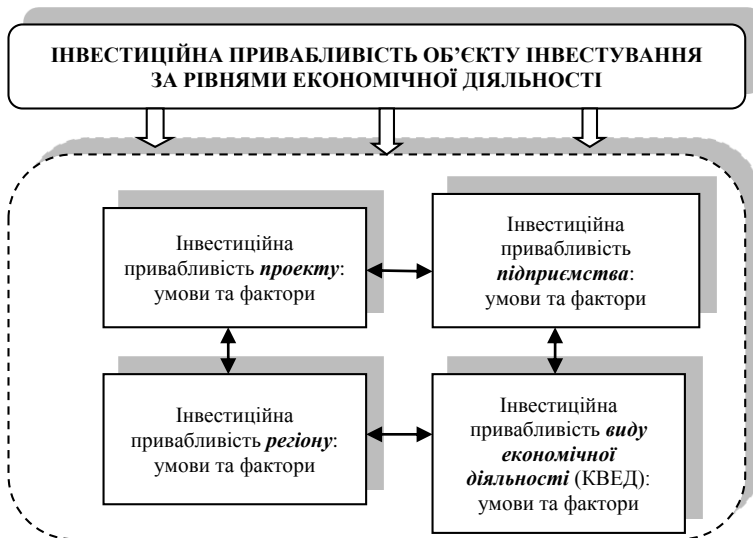 ІНВЕСТИЦІЙНА ПРИВАБЛИВІСТЬ ОБ’ЄКТУ ІНВЕСТУВАННЯ
ЗА РІВНЯМИ ЕКОНОМІЧНОЇ ДІЯЛЬНОСТІ
Інвестиційна
привабливість проекту:
умови та фактори
Інвестиційна
привабливість
підприємства:
умови та фактори
Інвестиційна
привабливість регіону:
умови та фактори
Інвестиційна
привабливість виду
економічної
діяльності (КВЕД):
умови та фактори